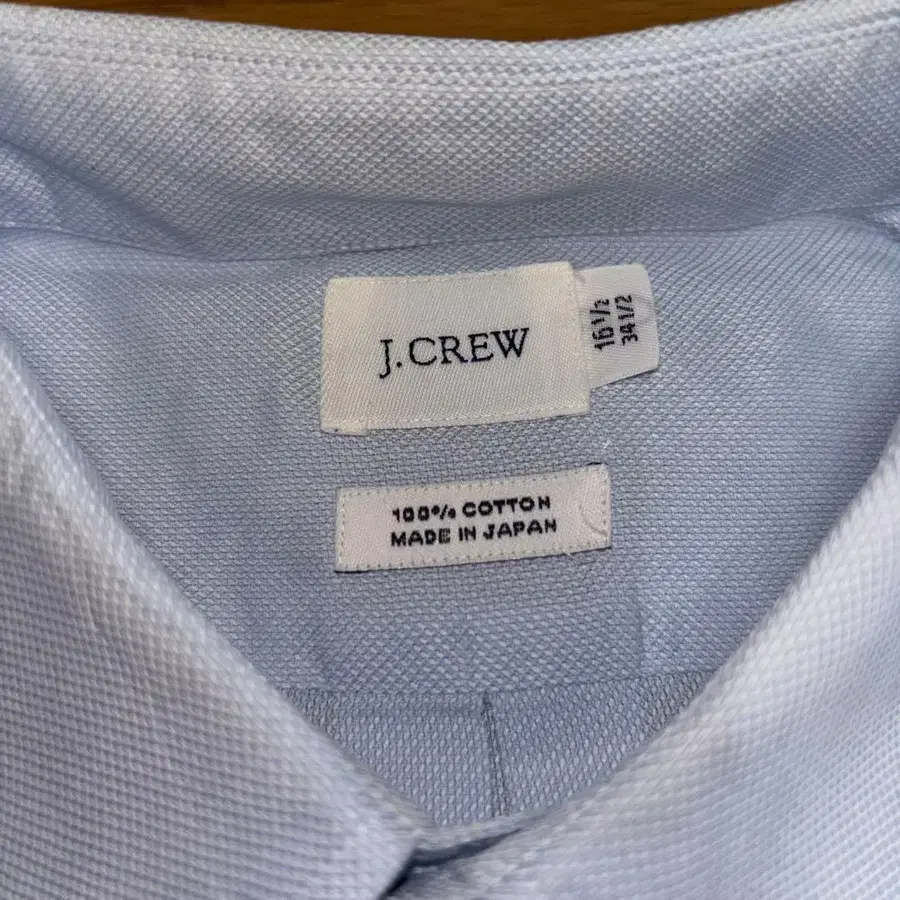 J.CREW
16 1/2
34 1/2
100% COTTON
MADE IN JAPAN